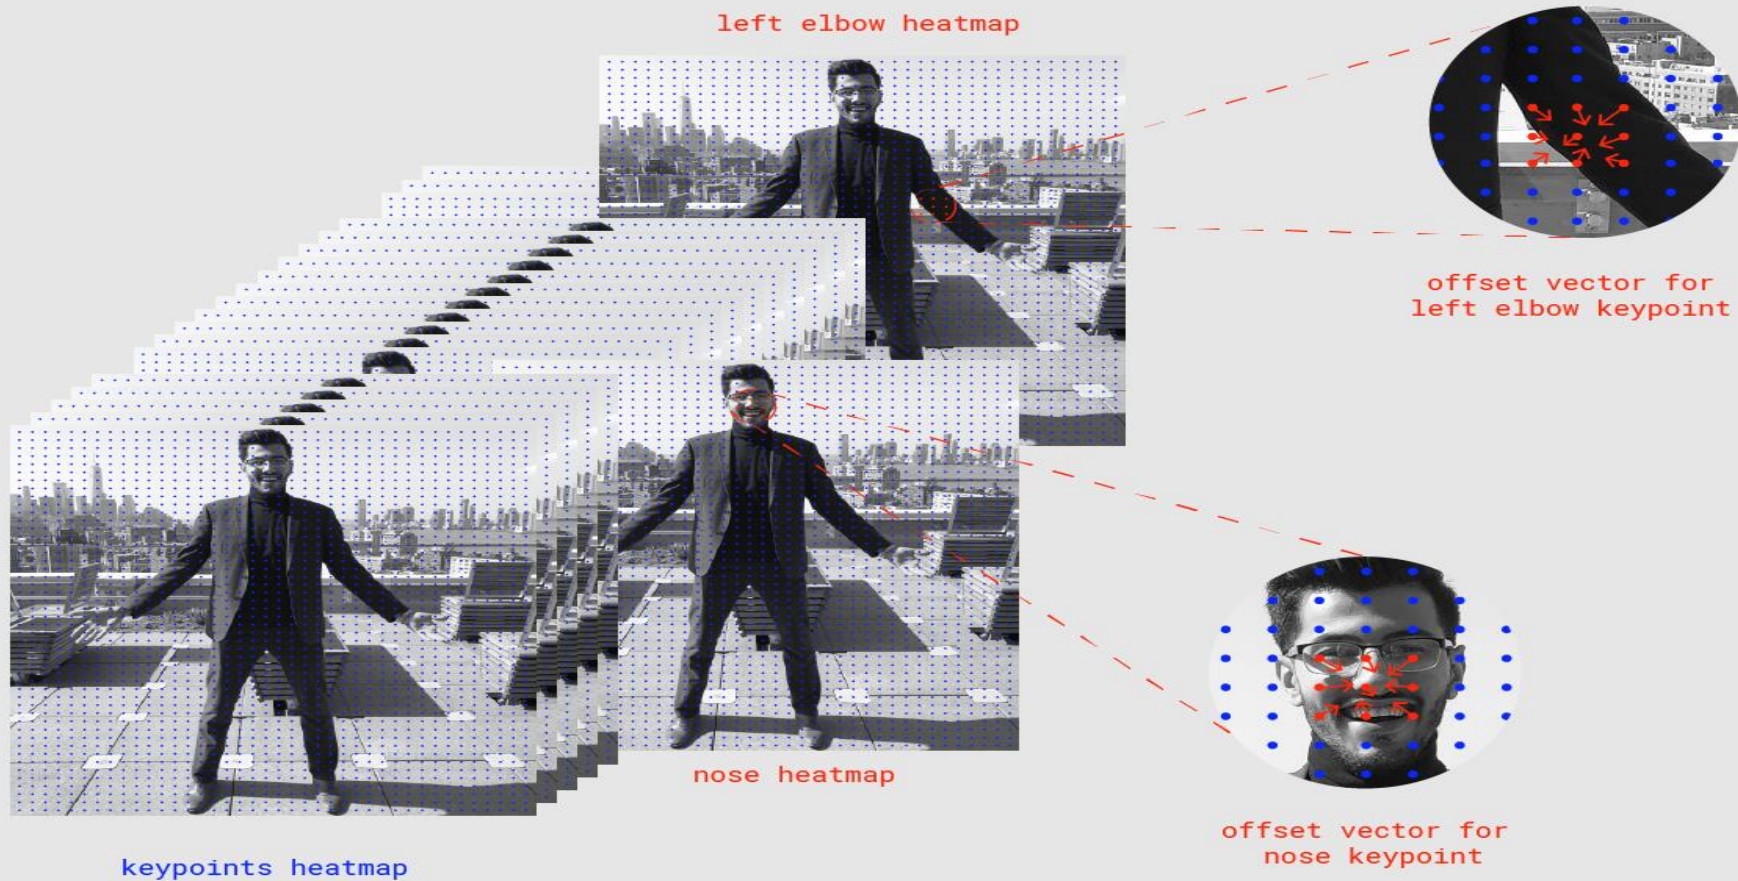 left elbow heatmap
offset vector for
left elbow keypoint
nose heatmap
offset vector for
nose keypoint
keypoints heatmap